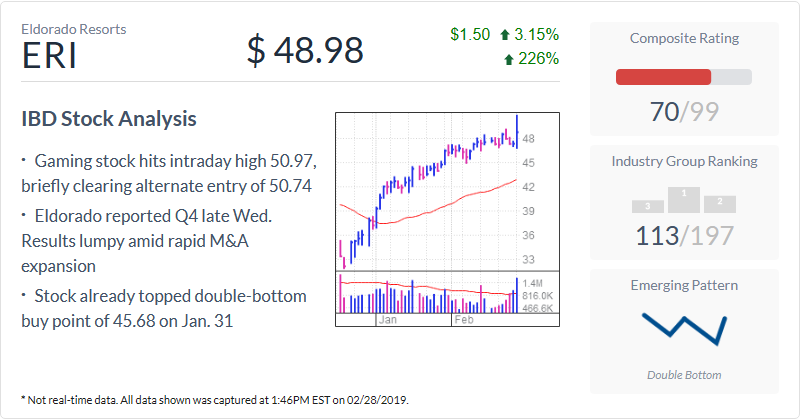 Eldorado Resorts
ERI
$ 48.98
$1.50 3.15%
226%
IBD Stock Analysis
· Gaming stock hits intraday high 50.97,
briefly clearing alternate entry of 50.74
· Eldorado reported Q4 late Wed.
Results lumpy amid rapid M&A
expansion
· Stock already topped double-bottom
buy point of 45.68 on Jan. 31
48
45
42
39
36
33
1.4M
816.0K
466.6K
Jan Feb
Composite Rating
70/99
Industry Group Ranking
3 1 2
113/197
Emerging Pattern
Double Bottom
* Not real-time data. All data shown was captured at 1:46PM EST on 02/28/2019.